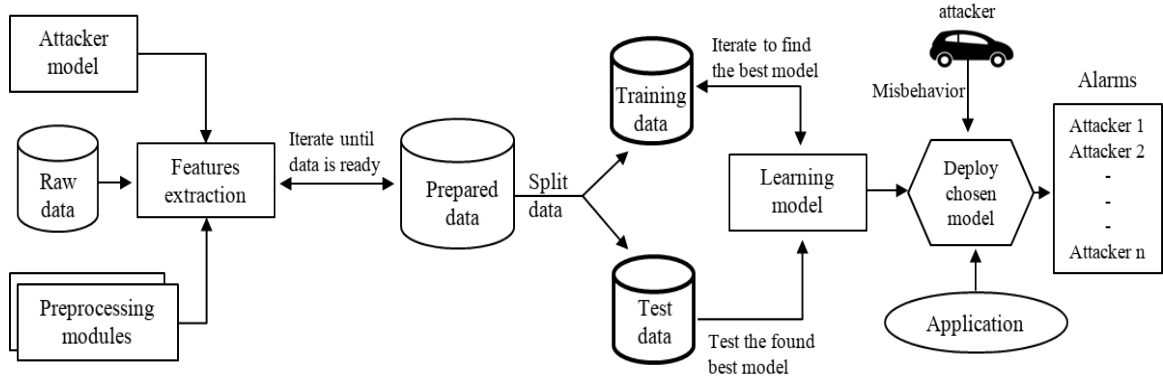 Attacker
model
Raw
data
Preprocessing
modules
Features
extraction
Iterate until
data is ready
Prepared
data
Split
data
Training
data
Iterate to find
the best model
Test
data
Test the found
best model
Learning
model
attacker
Misbehavior
Deploy
chosen
model
Application
Alarms
Attacker 1
Attacker 2
-
-
-
Attacker n